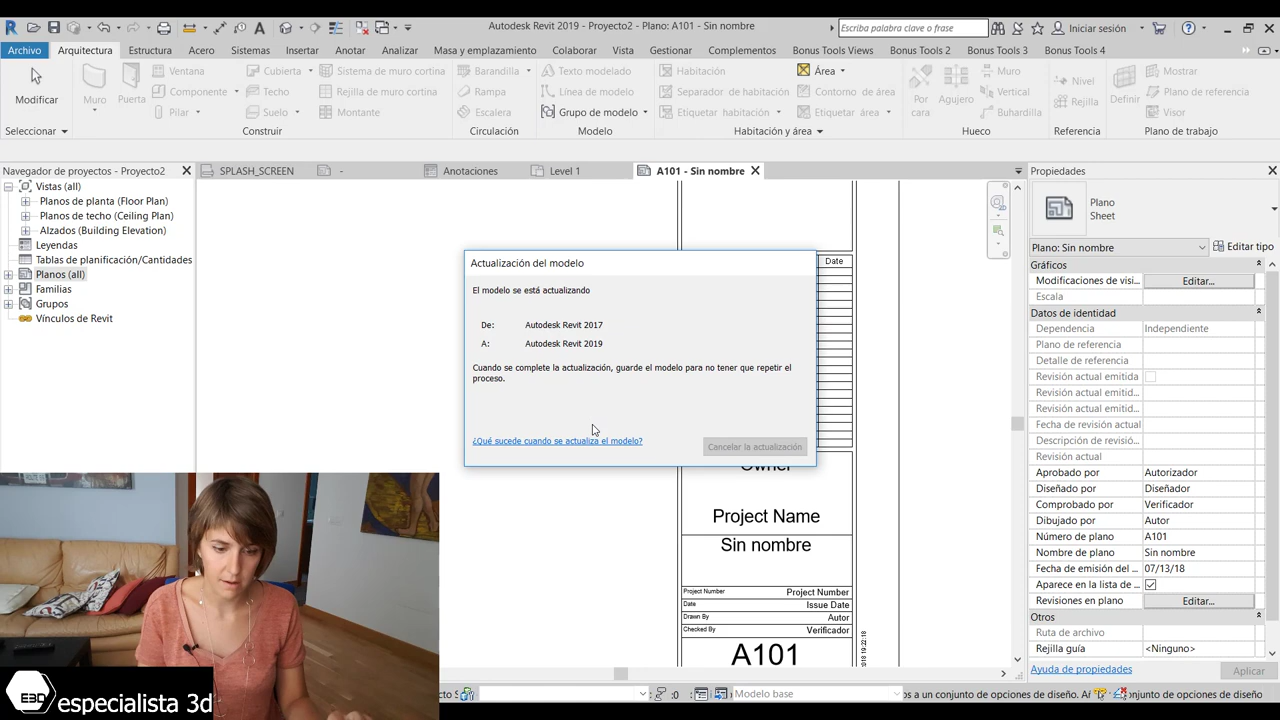 Autodesk Revit 2019 - Proyecto2 - Plano: A101 - Sin nombre
Escriba palabra clave o frase
Iniciar sesión
Archivo Arquitectura Estructura Acero Sistemas Insertar Anotar Analizar Masa y emplazamiento Colaborar Vista Gestionar Complementos Bonus Tools Views Bonus Tools 2 Bonus Tools 3 Bonus Tools 4
Modificar
Seleccionar
Muro
Puerta
Ventana
Componente
Pilar
Cubierta
Techo
Suelo
Sistema de muro cortina
Rejilla de muro cortina
Montante
Construir
Barandilla
Rampa
Escalera
Circulación
Texto modelado
Línea de modelo
Grupo de modelo
Modelo
Habitación
Separador de habitación
Etiquetar habitación
Área
Contorno de área
Etiquetar área
Habitación y área
Por cara
Agujero
Muro
Vertical
Buhardilla
Hueco
Nivel
Rejilla
Referencia
Definir
Mostrar
Plano de referencia
Visor
Plano de trabajo
Navegador de proyectos - Proyecto2
Vistas (all)
Planos de planta (Floor Plan)
Planos de techo (Ceiling Plan)
Alzados (Building Elevation)
Leyendas
Tablas de planificación/Cantidades
Planos (all)
Familias
Grupos
Vínculos de Revit
SPLASH_SCREEN - Anotaciones Level 1 A101 - Sin nombre
Date
Actualización del modelo
El modelo se está actualizando
De: Autodesk Revit 2017
A: Autodesk Revit 2019
Cuando se complete la actualización, guarde el modelo para no tener que repetir el
proceso.
¿Qué sucede cuando se actualiza el modelo?
Cancelar la actualización
Owner
Project Name
Sin nombre
Project Number Project Number
Date Issue Date
Drawn By Autor
Checked By Verificador
A101
Propiedades
Plano
Sheet
Plano: Sin nombre Editar tipo
Gráficos
Modificaciones de visi... Editar...
Escala
Datos de identidad
Dependencia Independiente
Plano de referencia
Detalle de referencia
Revisión actual emitida
Revisión actual emitida...
Revisión actual emitida...
Fecha de revisión actual
Descripción de revisió...
Revisión actual
Aprobado por Autorizador
Diseñado por Diseñador
Comprobado por Verificador
Dibujado por Autor
Número de plano A101
Nombre de plano Sin nombre
Fecha de emisión del ... 07/13/18
Aparece en la lista de ...
Revisiones en plano Editar...
Otros
Ruta de archivo
Rejilla guía <Ninguno>
Ayuda de propiedades Aplicar
:0 Modelo base
E3D especialista 3d